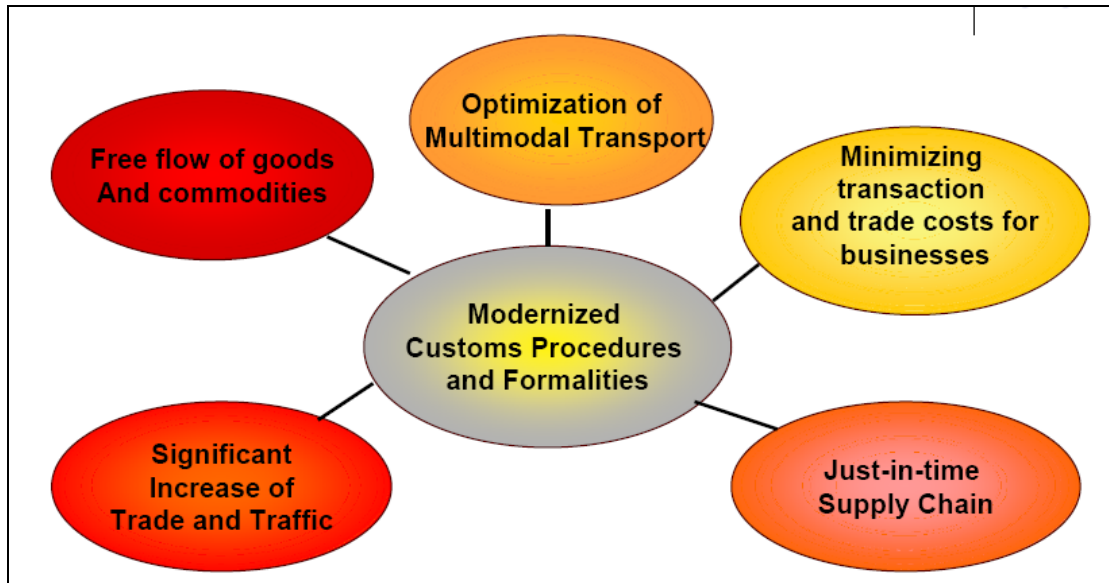 Optimization of
Multimodal Transport
Free flow of goods
And commodities
Minimizing
transaction
and trade costs for
businesses
Modernized
Customs Procedures
and Formalities
Significant
Increase of
Trade and Traffic
Just-in-time
Supply Chain